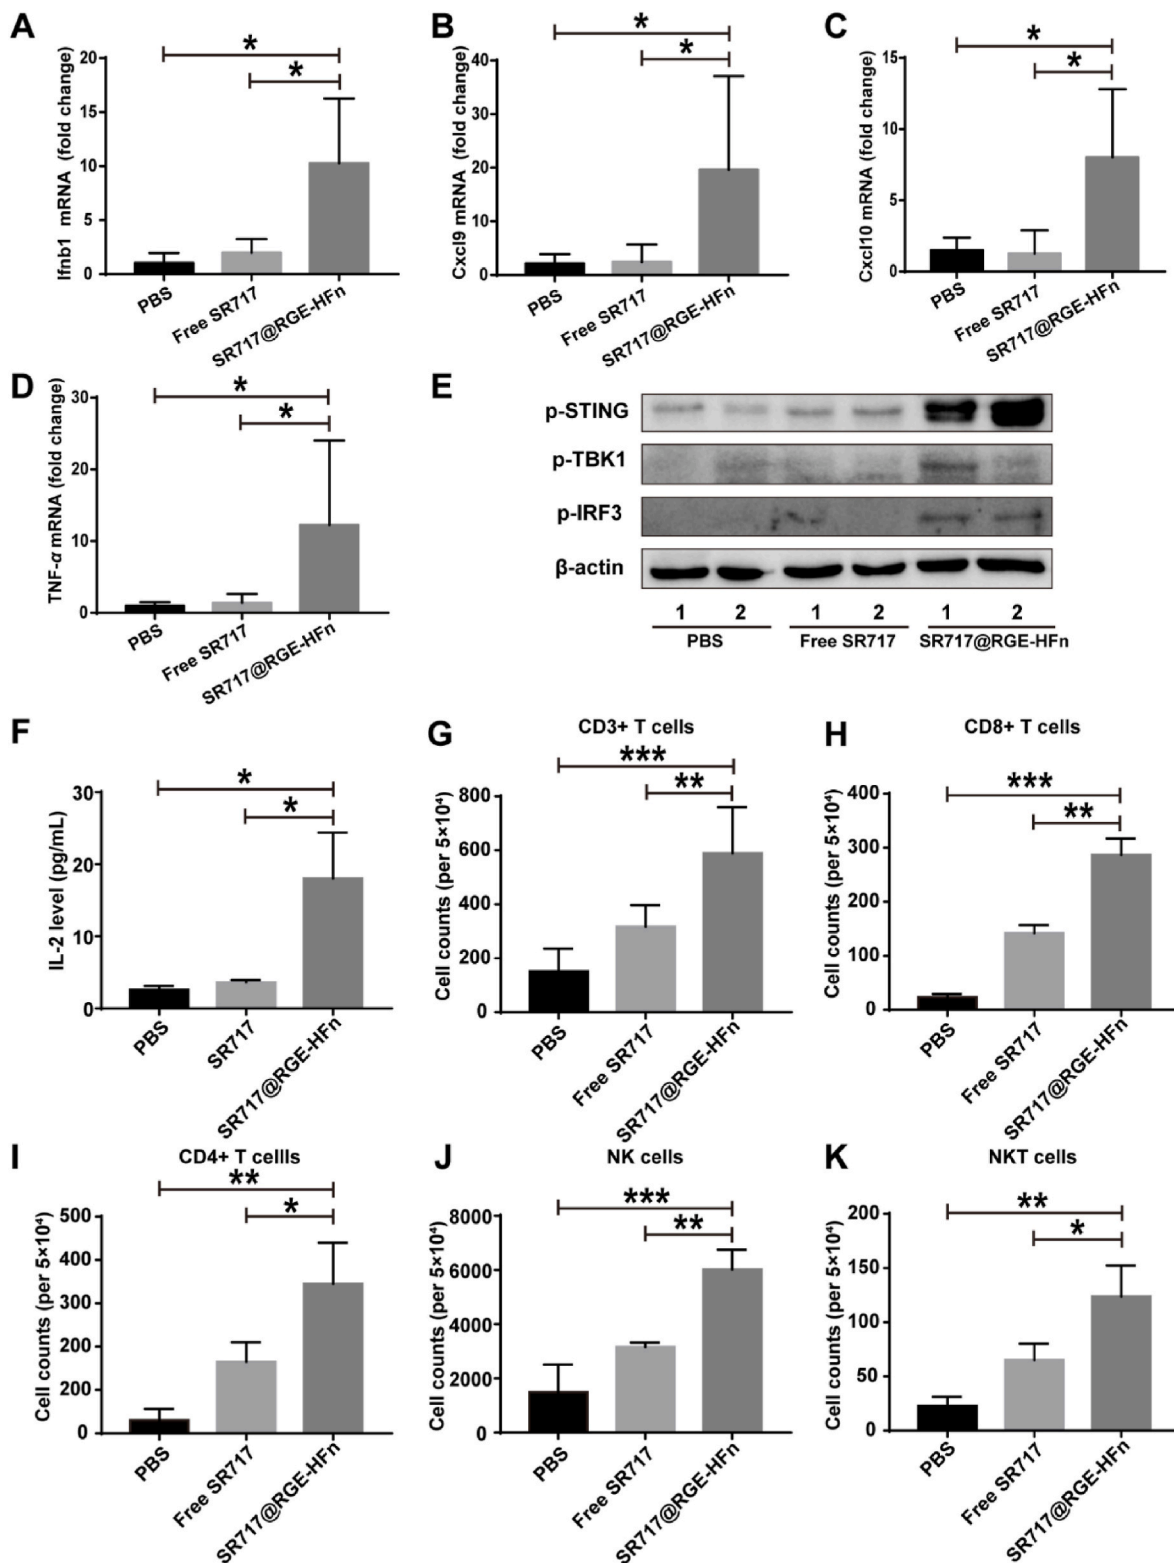 A
Ifnb1 mRNA (fold change)
20
15
10
5
0
*
*
PBS
Free SR717
SR717@RGE-HFn
B
Cxcl9 mRNA (fold change)
40
30
20
10
0
*
*
PBS
Free SR717
SR717@RGE-HFn
C
Cxcl10 mRNA (fold change)
15
10
5
0
*
*
PBS
Free SR717
SR717@RGE-HFn
D
TNF-α mRNA (fold change)
30
20
10
0
*
*
PBS
Free SR717
SR717@RGE-HFn
E
p-STING
p-TBK1
p-IRF3
β-actin
1 2 1 2 1 2
PBS Free SR717 SR717@RGE-HFn
F
IL-2 level (pg/mL)
30
20
10
0
*
*
PBS
SR717
SR717@RGE-HFn
G
CD3+ T cells
Cell counts (per 5×10⁴)
800
600
400
200
0
***
**
PBS
Free SR717
SR717@RGE-HFn
H
CD8+ T cells
Cell counts (per 5×10⁴)
400
300
200
100
0
***
**
PBS
Free SR717
SR717@RGE-HFn
I
CD4+ T cellls
Cell counts (per 5×10⁴)
500
400
300
200
200
0
**
*
PBS
Free SR717
SR717@RGE-HFn
J
NK cells
Cell counts (per 5×10⁴)
8000
6000
4000
2000
0
***
**
PBS
Free SR717
SR717@RGE-HFn
K
NKT cells
Cell counts (per 5×10⁴)
200
150
100
50
0
**
*
PBS
Free SR717
SR717@RGE-HFn